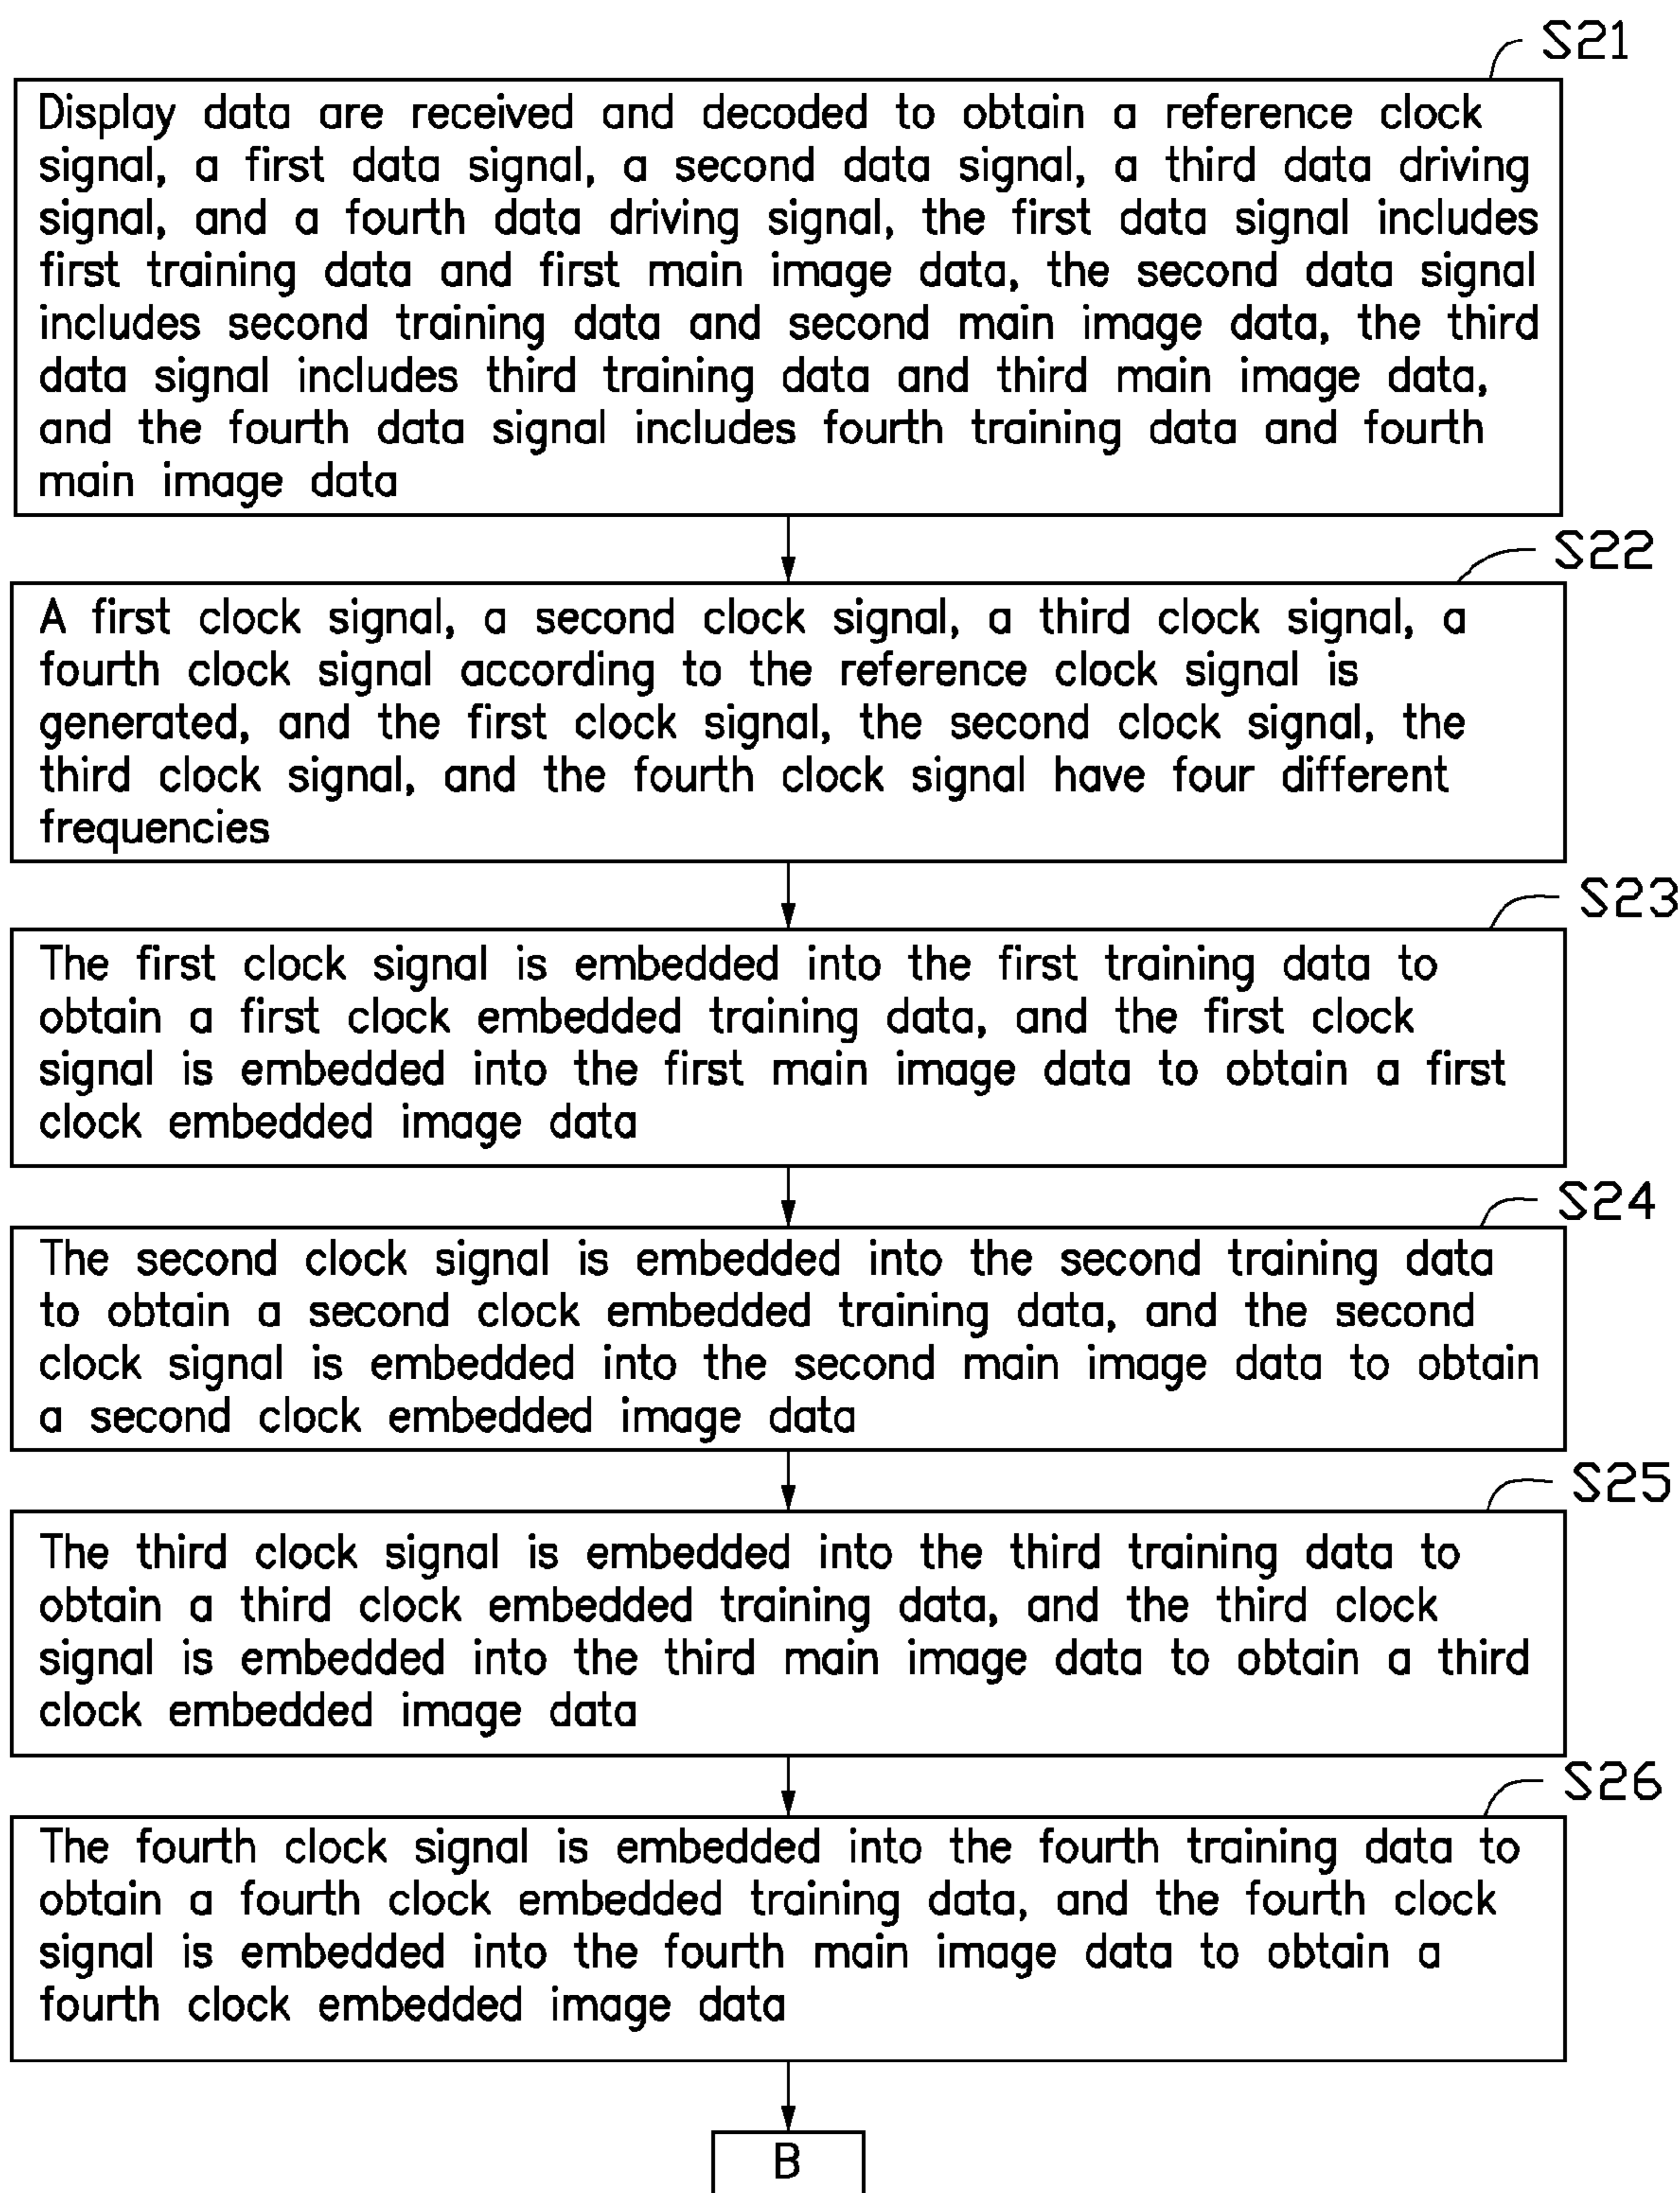 S21
Display data are received and decoded to obtain a reference clock
signal, a first data signal, a second data signal, a third data driving
signal, and a fourth data driving signal, the first data signal includes
first training data and first main image data, the second data signal
includes second training data and second main image data, the third
data signal includes third training data and third main image data,
and the fourth data signal includes fourth training data and fourth
main image data
S22
A first clock signal, a second clock signal, a third clock signal, a
fourth clock signal according to the reference clock signal is
generated, and the first clock signal, the second clock signal, the
third clock signal, and the fourth clock signal have four different
frequencies
S23
The first clock signal is embedded into the first training data to
obtain a first clock embedded training data, and the first clock
signal is embedded into the first main image data to obtain a first
clock embedded image data
S24
The second clock signal is embedded into the second training data
to obtain a second clock embedded training data, and the second
clock signal is embedded into the second main image data to obtain
a second clock embedded image data
S25
The third clock signal is embedded into the third training data to
obtain a third clock embedded training data, and the third clock
signal is embedded into the third main image data to obtain a third
clock embedded image data
S26
The fourth clock signal is embedded into the fourth training data to
obtain a fourth clock embedded training data, and the fourth clock
signal is embedded into the fourth main image data to obtain a
fourth clock embedded image data
B